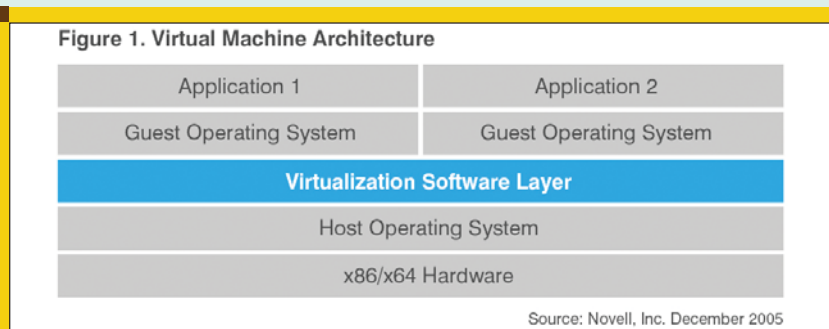 Figure 1. Virtual Machine Architecture
Application 1 Application 2
Guest Operating System Guest Operating System
Virtualization Software Layer
Host Operating System
x86/x64 Hardware
Source: Novell, Inc. December 2005